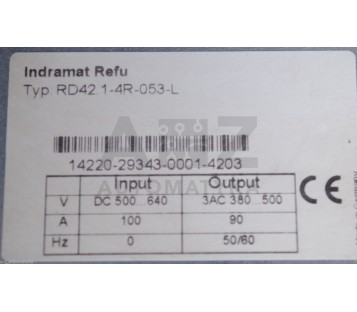 Indramat Refu
Typ. RD42.1-4R-053-L
14220-29343-0001-4203
Input Output
V DC 500...640 3AC 380...500
A 100 90
Hz 0 50/60
CE